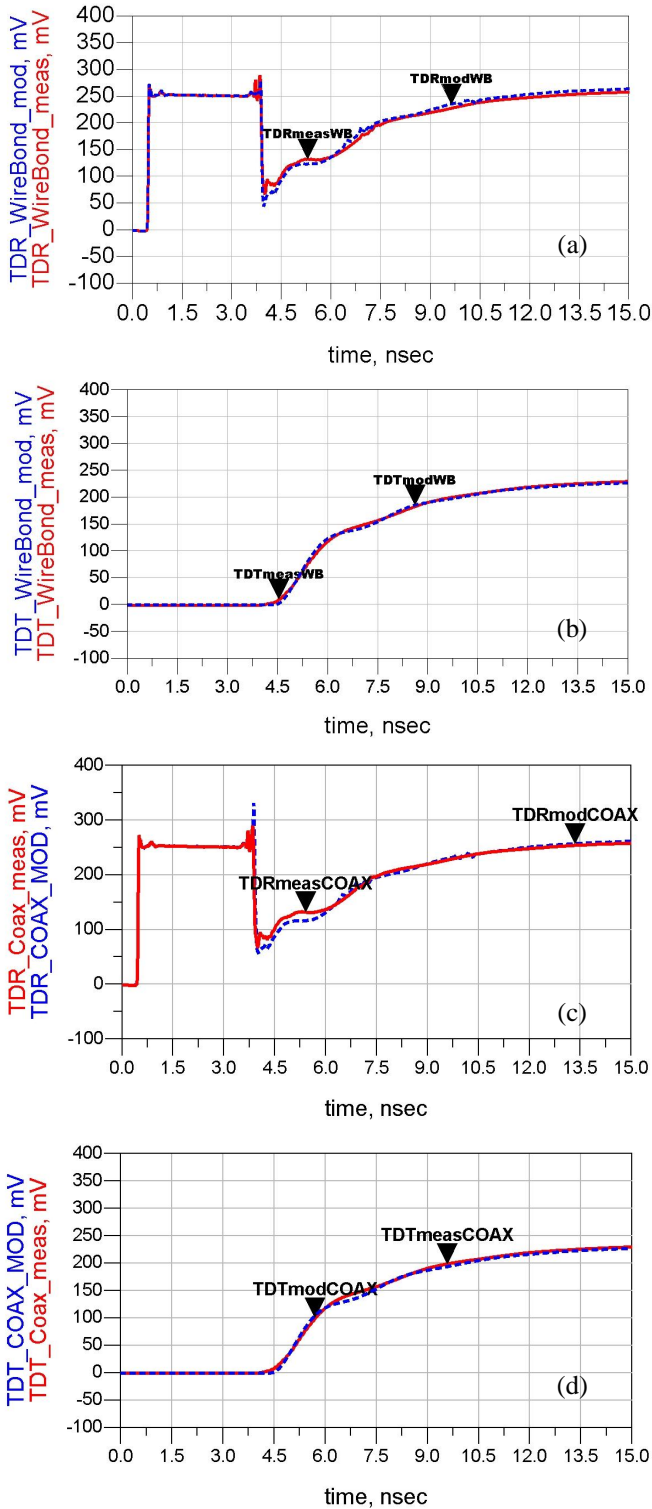 TDR_WireBond_mod, mV
TDR_WireBond_meas, mV
400
350
300
250
200
150
100
50
0
-50
-100
TDRmodWB
TDRmeasWB
(a)
0.0 1.5 3.0 4.5 6.0 7.5 9.0 10.5 12.0 13.5 15.0
time, nsec
TDT_WireBond_mod, mV
TDT_WireBond_meas, mV
400
350
300
250
200
150
100
50
0
-50
-100
TDTmodWB
TDTmeasWB
(b)
0.0 1.5 3.0 4.5 6.0 7.5 9.0 10.5 12.0 13.5 15.0
time, nsec
TDR_Coax_meas, mV
TDR_COAX_MOD, mV
400
300
200
100
0
-100
TDRmodCOAX
TDRmeasCOAX
(c)
0.0 1.5 3.0 4.5 6.0 7.5 9.0 10.5 12.0 13.5 15.0
time, nsec
TDT_COAX_MOD, mV
TDT_Coax_meas, mV
400
350
300
250
200
150
100
50
0
-50
-100
TDTmeasCOAX
TDTmodCOAX
(d)
0.0 1.5 3.0 4.5 6.0 7.5 9.0 10.5 12.0 13.5 15.0
time, nsec